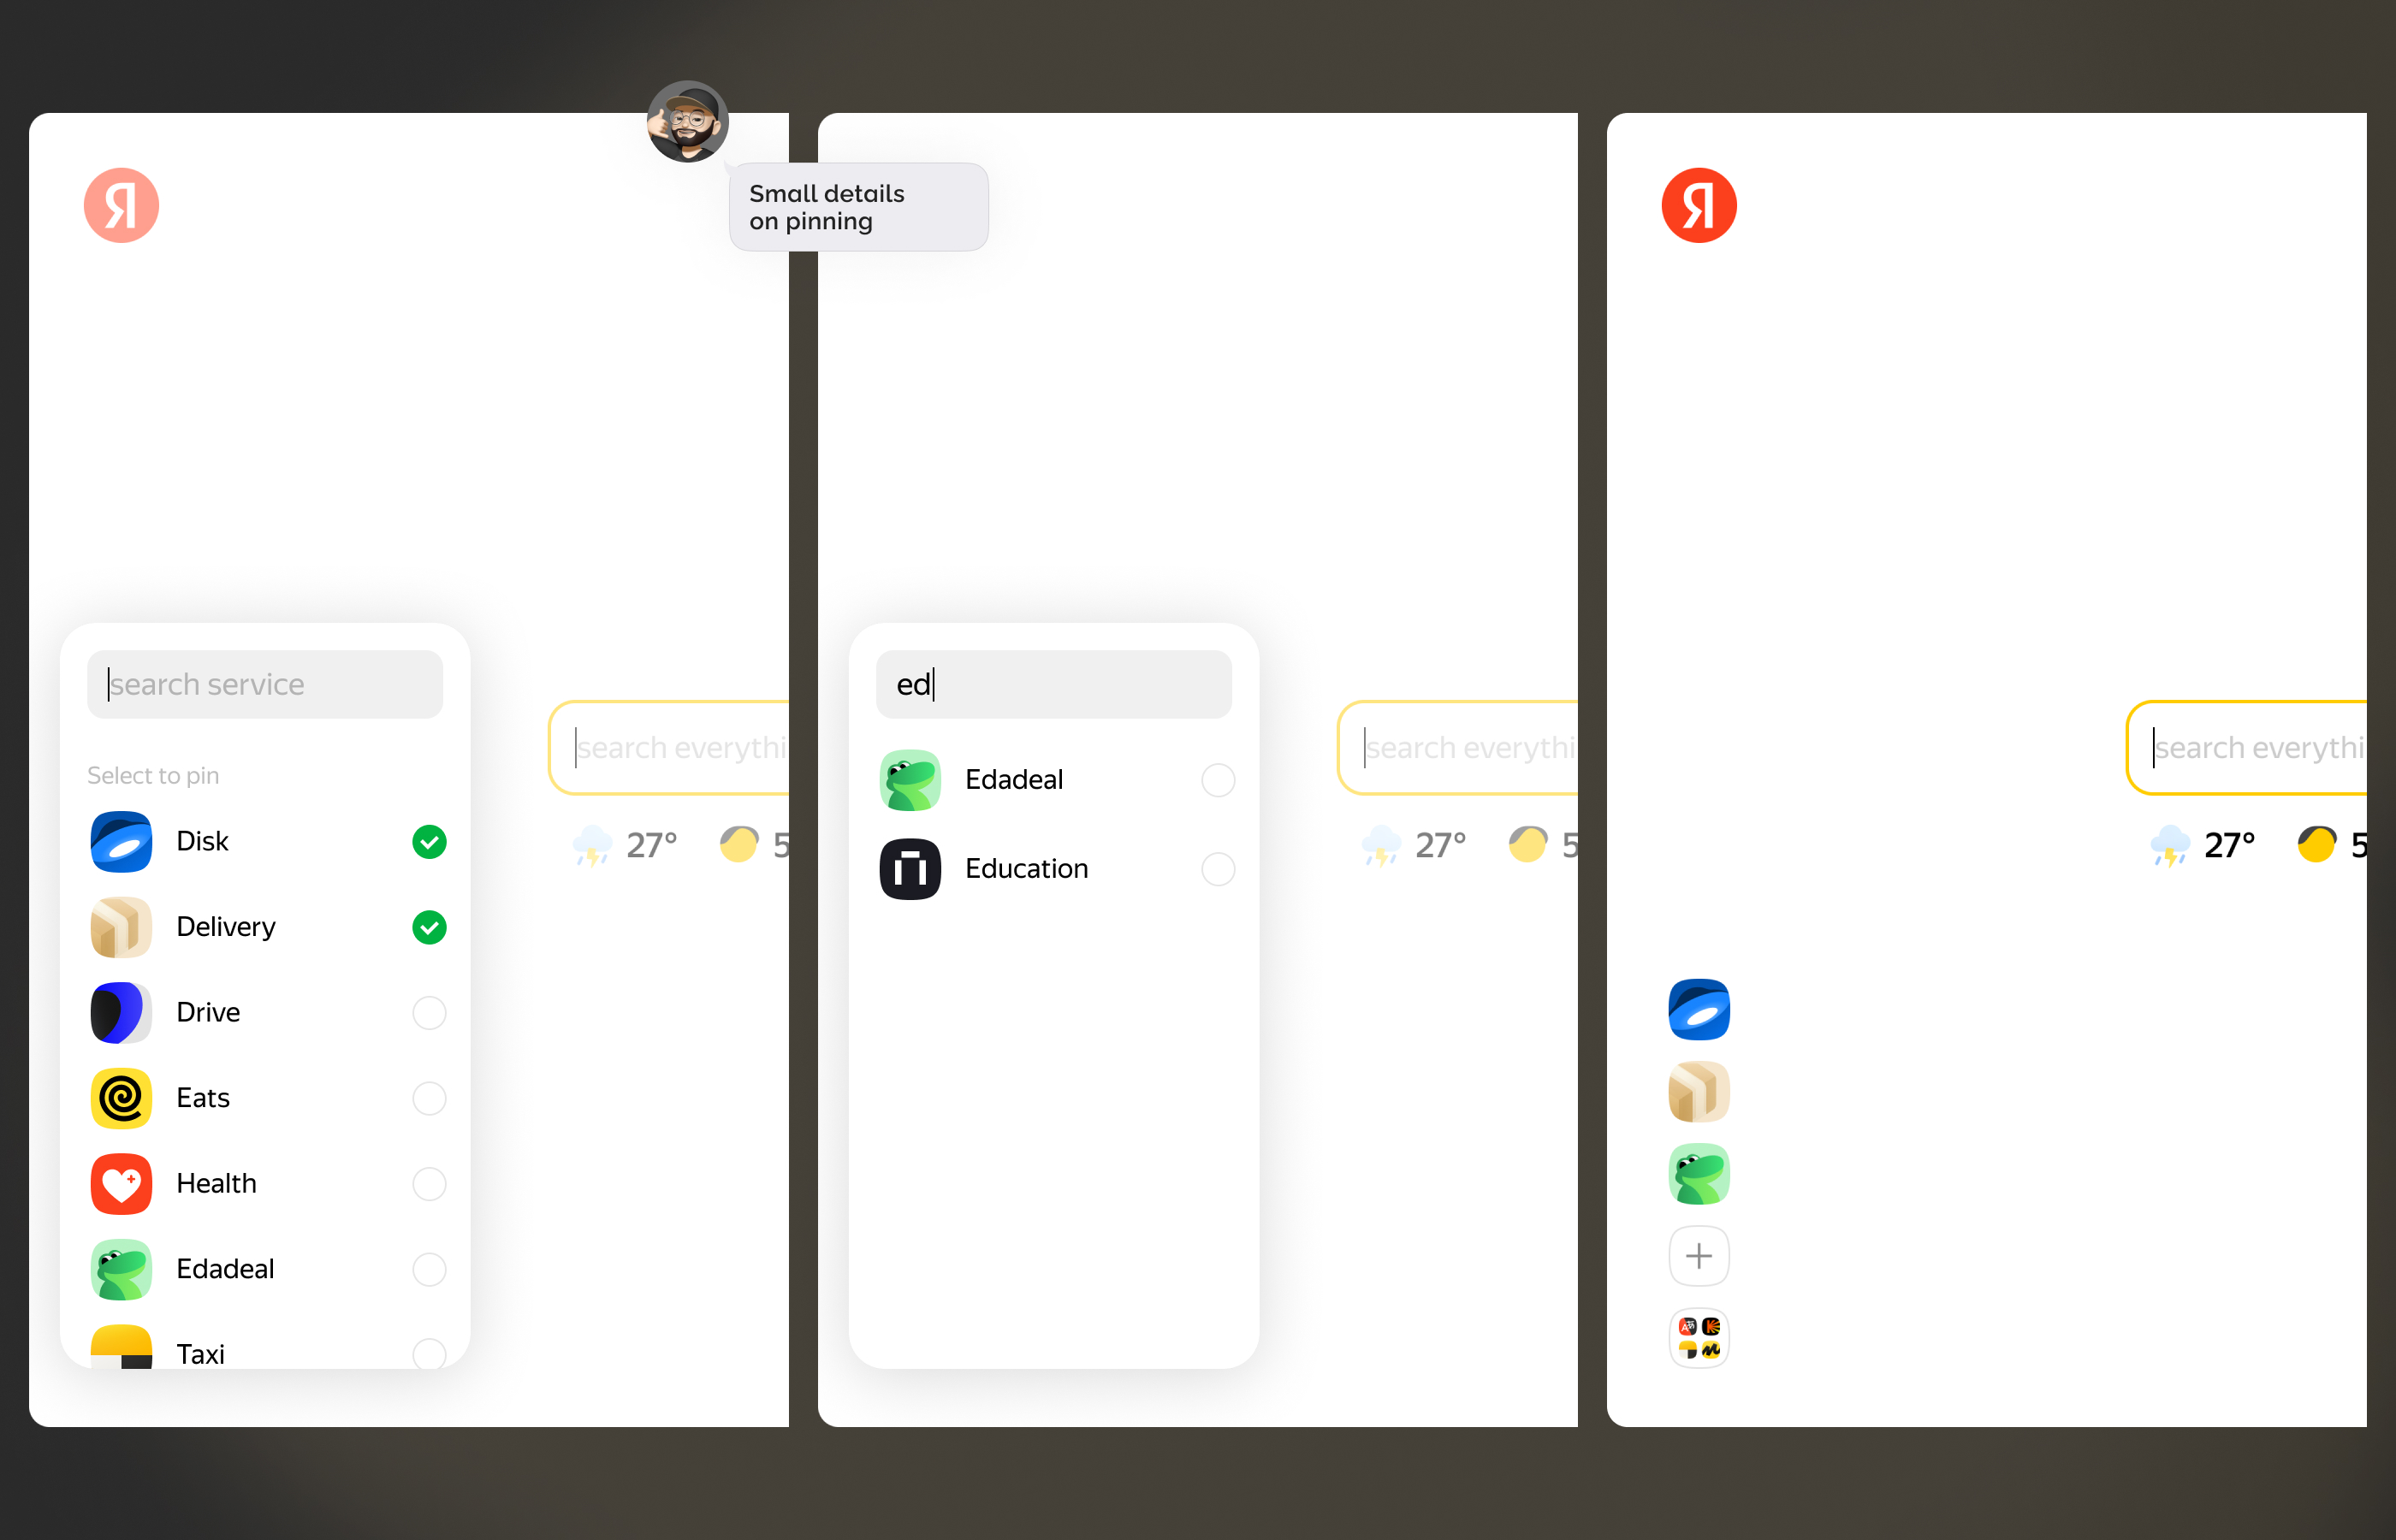 Я
Small details
on pinning
search service
Select to pin
Disk
Delivery
Drive
Eats
Health
Edadeal
Taxi
search everythi
27°
5
ed
Edadeal
Education
search everythi
27°
5
Я
search everythi
27°
5